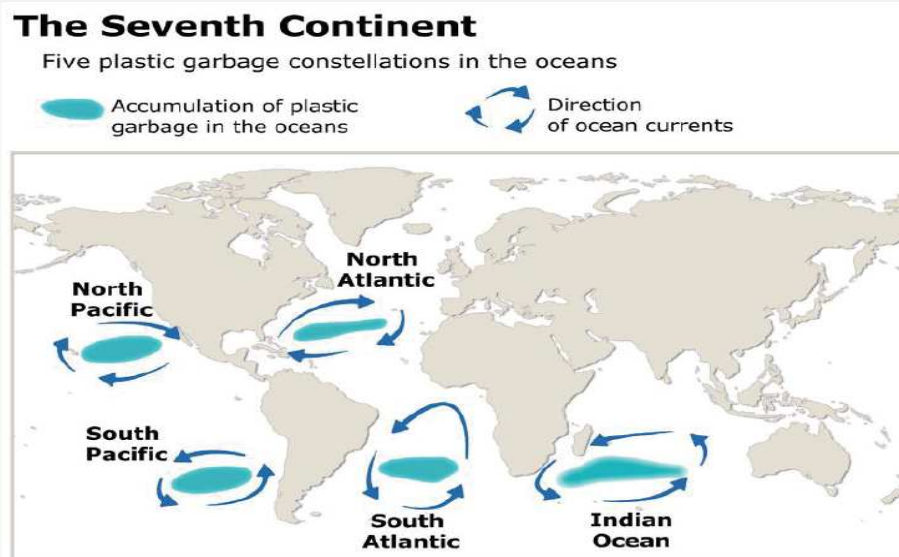 The Seventh Continent
Five plastic garbage constellations in the oceans
Accumulation of plastic
garbage in the oceans
Direction
of ocean currents
North
Atlantic
North
Pacific
South
Pacific
South
Atlantic
Indian
Ocean